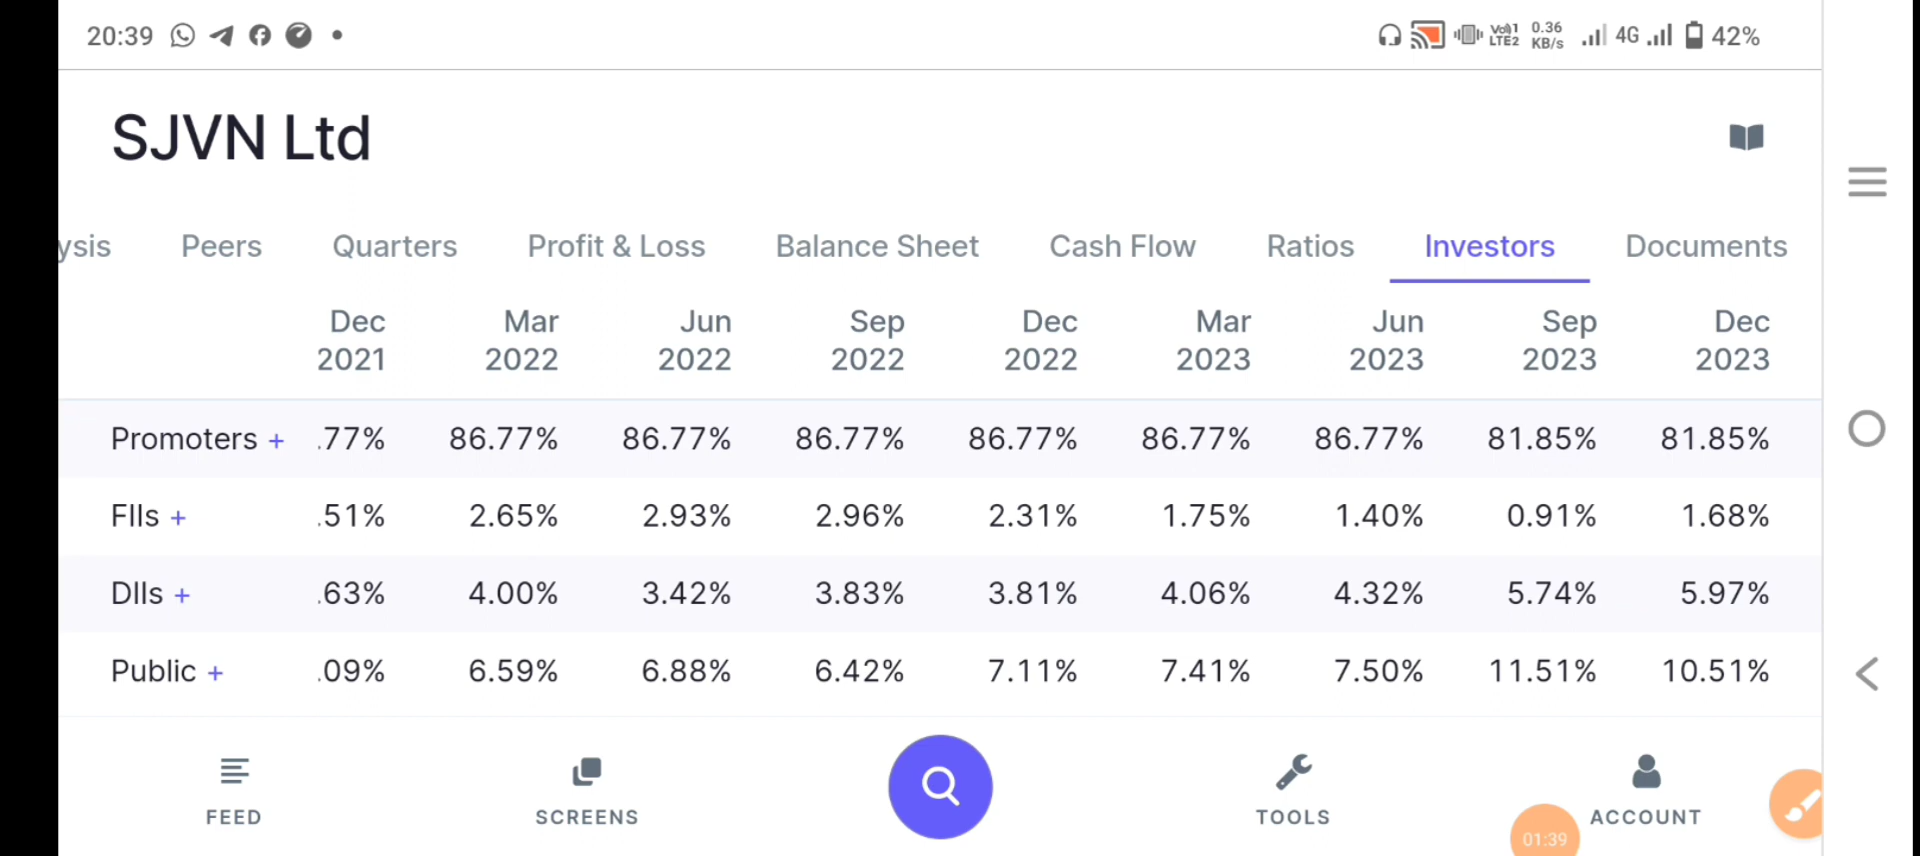 20:39 Vol) 1 LTE2 0.36 KB/s 4G 42%
SJVN Ltd
ysis Peers Quarters Profit & Loss Balance Sheet Cash Flow Ratios Investors Documents
Dec 2021 Mar 2022 Jun 2022 Sep 2022 Dec 2022 Mar 2023 Jun 2023 Sep 2023 Dec 2023
Promoters + .77% 86.77% 86.77% 86.77% 86.77% 86.77% 86.77% 81.85% 81.85%
FIIs + .51% 2.65% 2.93% 2.96% 2.31% 1.75% 1.40% 0.91% 1.68%
DIIs + .63% 4.00% 3.42% 3.83% 3.81% 4.06% 4.32% 5.74% 5.97%
Public + .09% 6.59% 6.88% 6.42% 7.11% 7.41% 7.50% 11.51% 10.51%
FEED SCREENS TOOLS ACCOUNT
01:39